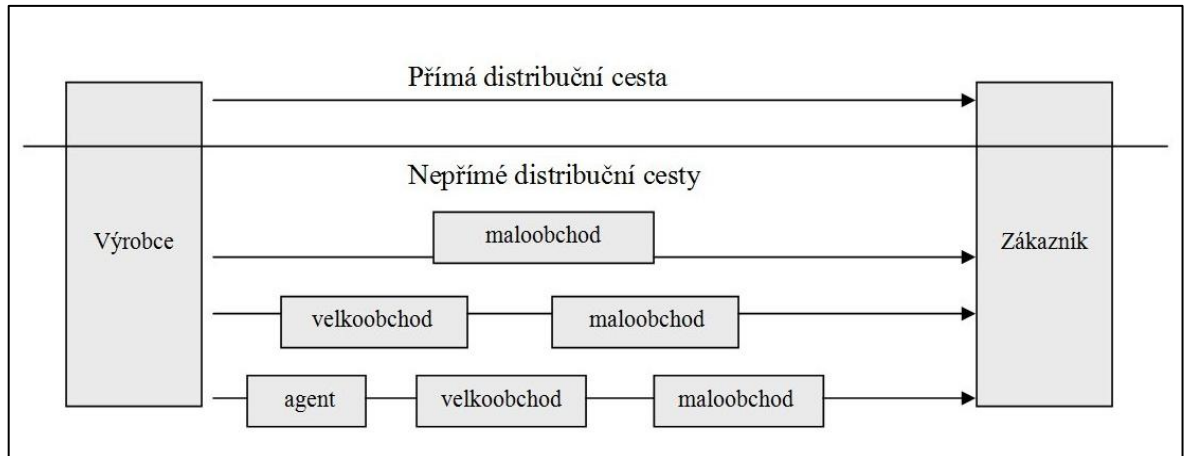 Přímá distribuční cesta
Nepřímé distribuční cesty
Výrobce
maloobchod
Zákazník
velkoobchod
maloobchod
agent
velkoobchod
maloobchod